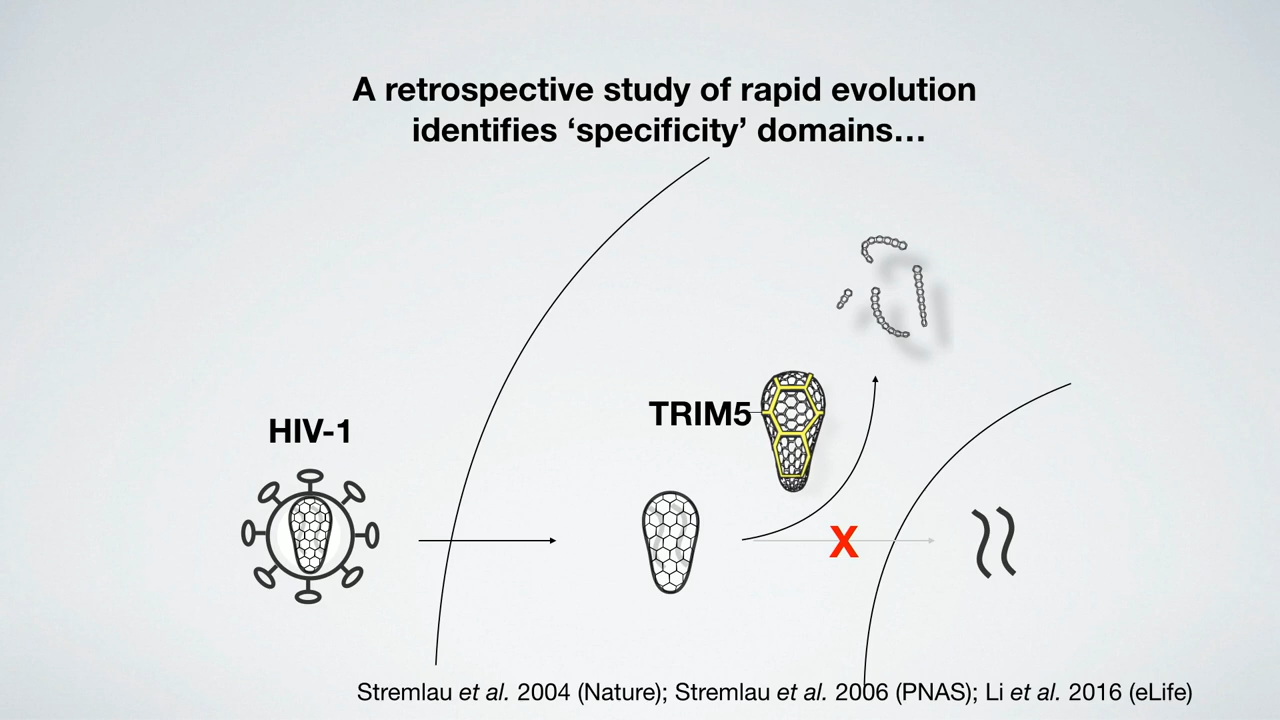 A retrospective study of rapid evolution
identifies ‘specificity’ domains…
TRIM5
HIV-1
X
Stremlau et al. 2004 (Nature); Stremlau et al. 2006 (PNAS); Li et al. 2016 (eLife)